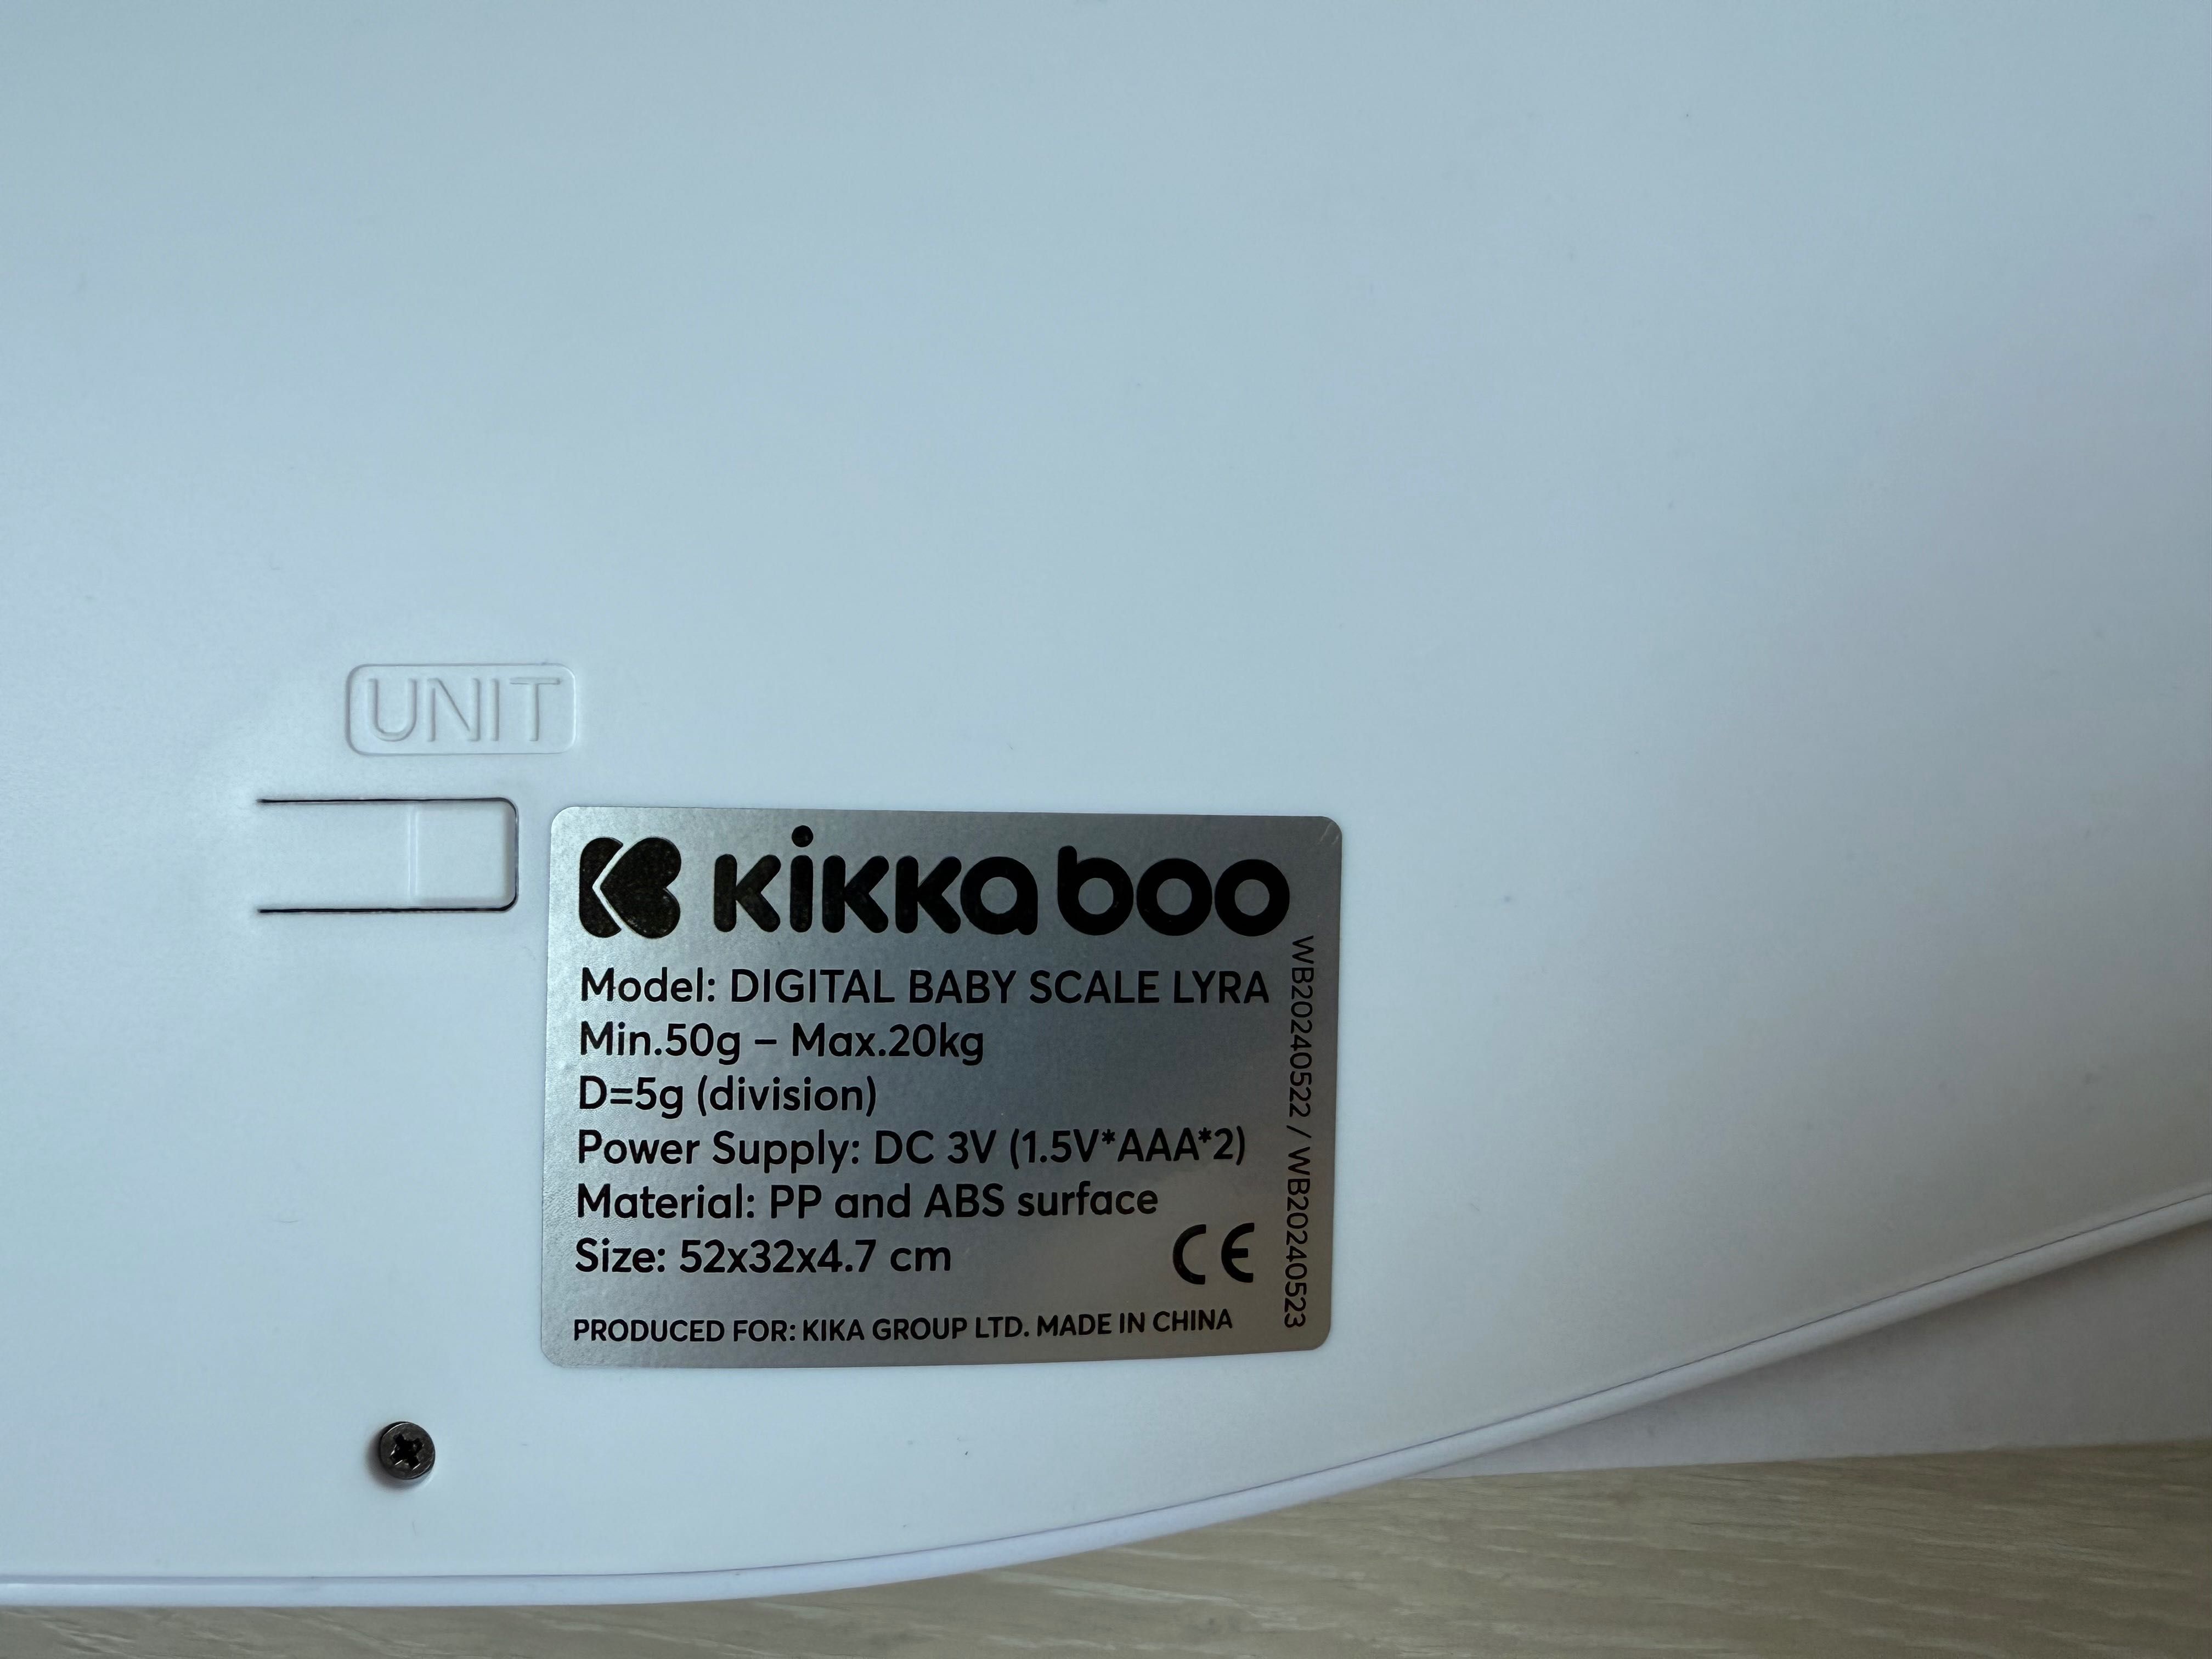 UNIT
kikkaboo
Model: DIGITAL BABY SCALE LYRA
Min.50g – Max.20kg
D=5g (division)
Power Supply: DC 3V (1.5V*AAA*2)
Material: PP and ABS surface
Size: 52x32x4.7 cm
CE
PRODUCED FOR: KIKA GROUP LTD. MADE IN CHINA
WB20240522 / WB20240523